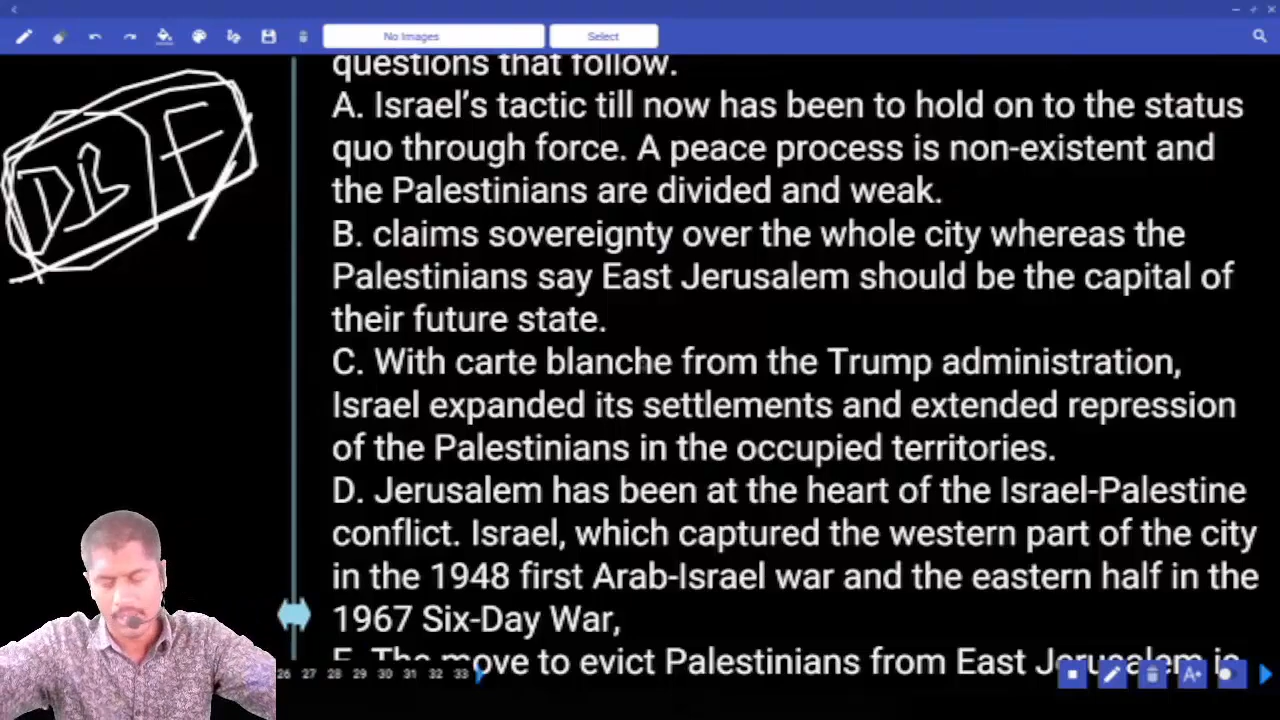 No Images
Select
DB F
questions that follow.
A. Israel's tactic till now has been to hold on to the status
quo through force. A peace process is non-existent and
the Palestinians are divided and weak.
B. claims sovereignty over the whole city whereas the
Palestinians say East Jerusalem should be the capital of
their future state.
C. With carte blanche from the Trump administration,
Israel expanded its settlements and extended repression
of the Palestinians in the occupied territories.
D. Jerusalem has been at the heart of the Israel-Palestine
conflict. Israel, which captured the western part of the city
in the 1948 first Arab-Israel war and the eastern half in the
1967 Six-Day War,
E. The move to evict Palestinians from East Jerusalem is
26 27 28 29 30 31 32 33
A+